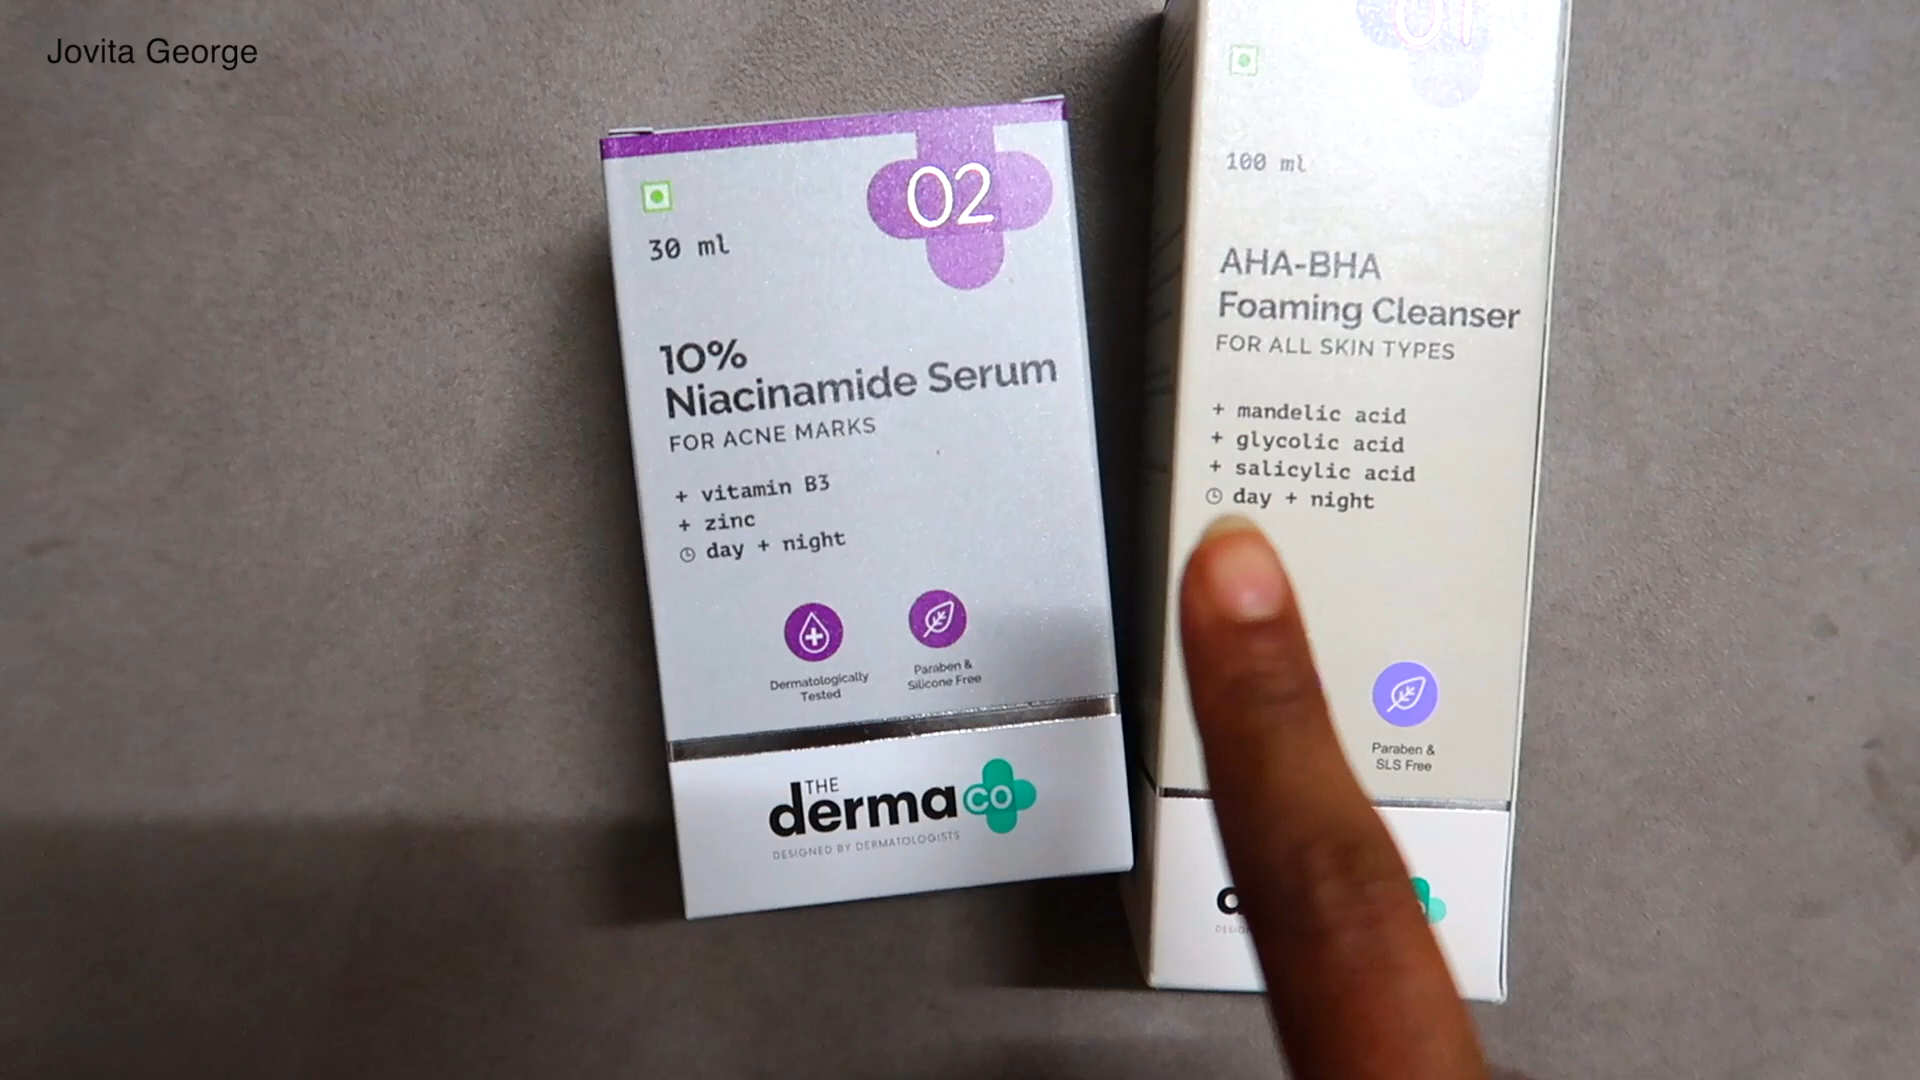 Jovita George
02
30 ml
10%
Niacinamide Serum
FOR ACNE MARKS
+ vitamin B3
+ zinc
day + night
Dermatologically
Tested
Paraben &
Silicone Free
THE
derma co
DESIGNED BY DERMATOLOGISTS
01
100 ml
AHA-BHA
Foaming Cleanser
FOR ALL SKIN TYPES
+ mandelic acid
+ glycolic acid
+ salicylic acid
day + night
Paraben &
SLS Free